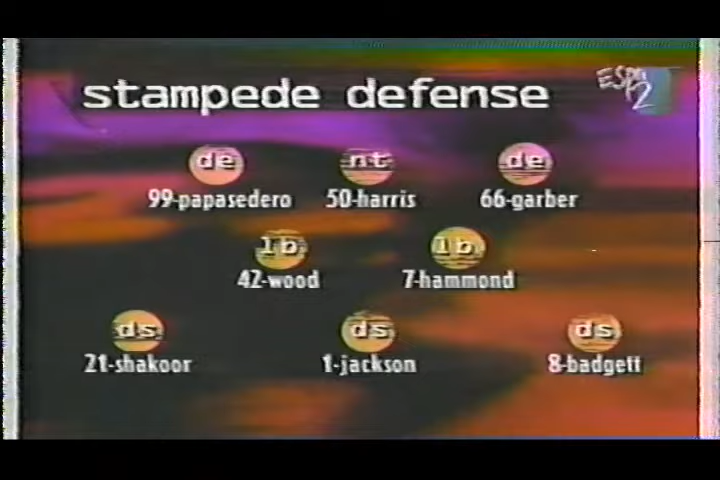 stampede defense
ESPN 2
de nt de
99-papasedero 50-harris 66-garber
lb lb
42-wood 7-hammond
ds ds ds
21-shakoor 1-jackson 8-badgett